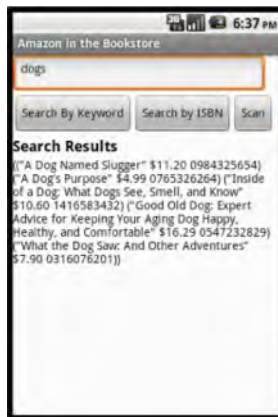 6:37 PM
Amazon in the Bookstore
dogs
Search By Keyword Search by ISBN Scan
Search Results
(("A Dog Named Slugger" $11.20 0984325654)
("A Dog's Purpose" $4.99 0765326264) ("Inside
of a Dog: What Dogs See, Smell, and Know"
$10.60 1416583432) ("Good Old Dog: Expert
Advice for Keeping Your Aging Dog Happy,
Healthy, and Comfortable" $16.29 0547232829)
("What the Dog Saw: And Other Adventures"
$7.90 0316076201))